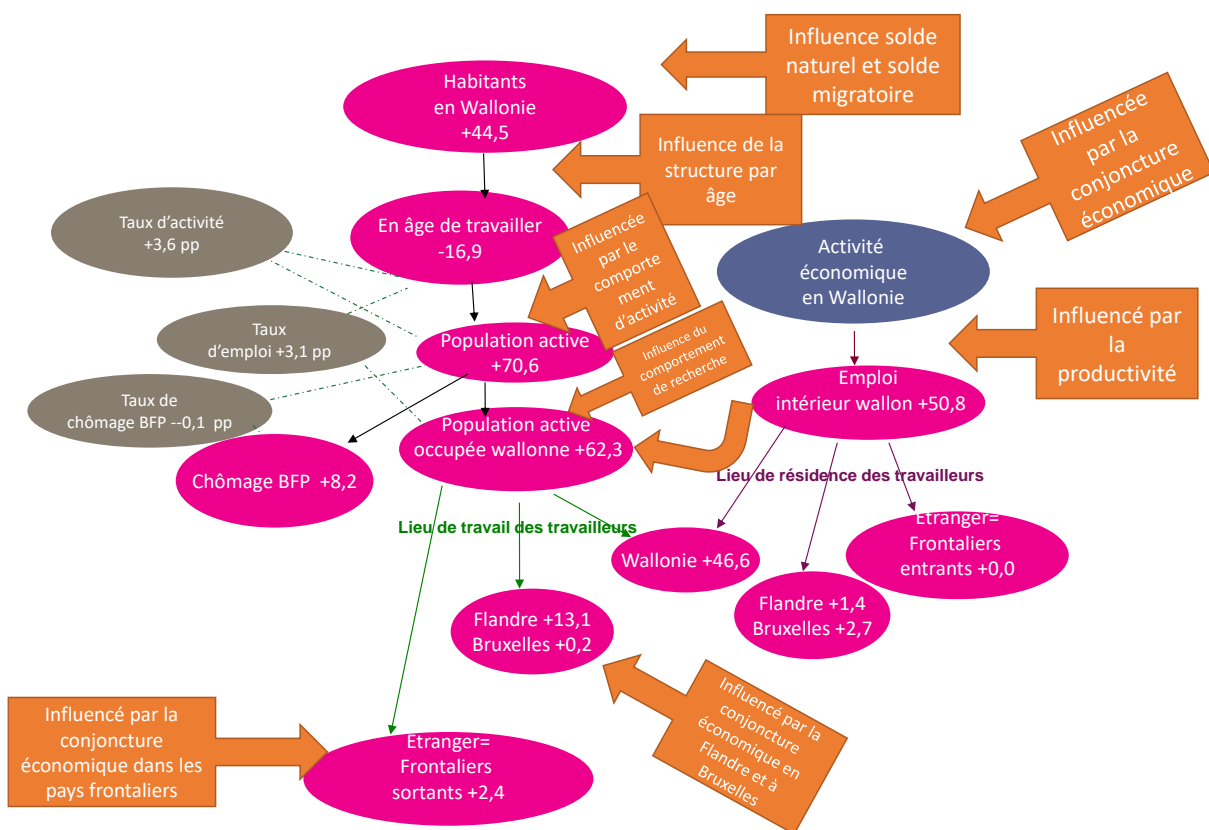 Influence solde
naturel et solde
migratoire
Habitants
en Wallonie
+44,5
Influencée
par la
conjoncture
économique
Influence de la
structure par
âge
Taux d'activité
+3,6 pp
En âge de travailler
-16,9
Influencée
par le
comporte
ment
d'activité
Activité
économique
en Wallonie
Taux
d'emploi +3,1 pp
Population active
+70,6
Influence du
comportement
de recherche
Influencé par
la
productivité
Taux de
chômage BFP --0,1 pp
Population active
occupée wallonne +62,3
Emploi
intérieur wallon +50,8
Chômage BFP +8,2
Lieu de résidence des travailleurs
Lieu de travail des travailleurs
Wallonie +46,6
Etranger=
Frontaliers
entrants +0,0
Flandre +13,1
Bruxelles +0,2
Flandre +1,4
Bruxelles +2,7
Influencé par la
conjoncture
économique en
Flandre et à
Bruxelles
Influencé par la
conjoncture
économique dans les
pays frontaliers
Etranger=
Frontaliers
sortants +2,4